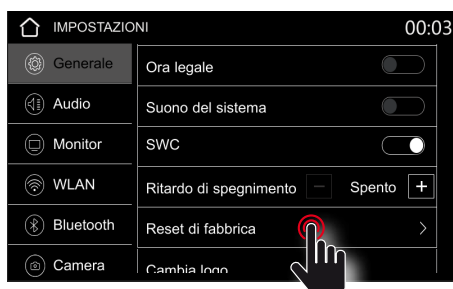 IMPOSTAZIONI 00:03
Generale
Audio
Monitor
WLAN
Bluetooth
Camera
Ora legale
Suono del sistema
SWC
Ritardo di spegnimento − Spento +
Reset di fabbrica
Cambia logo